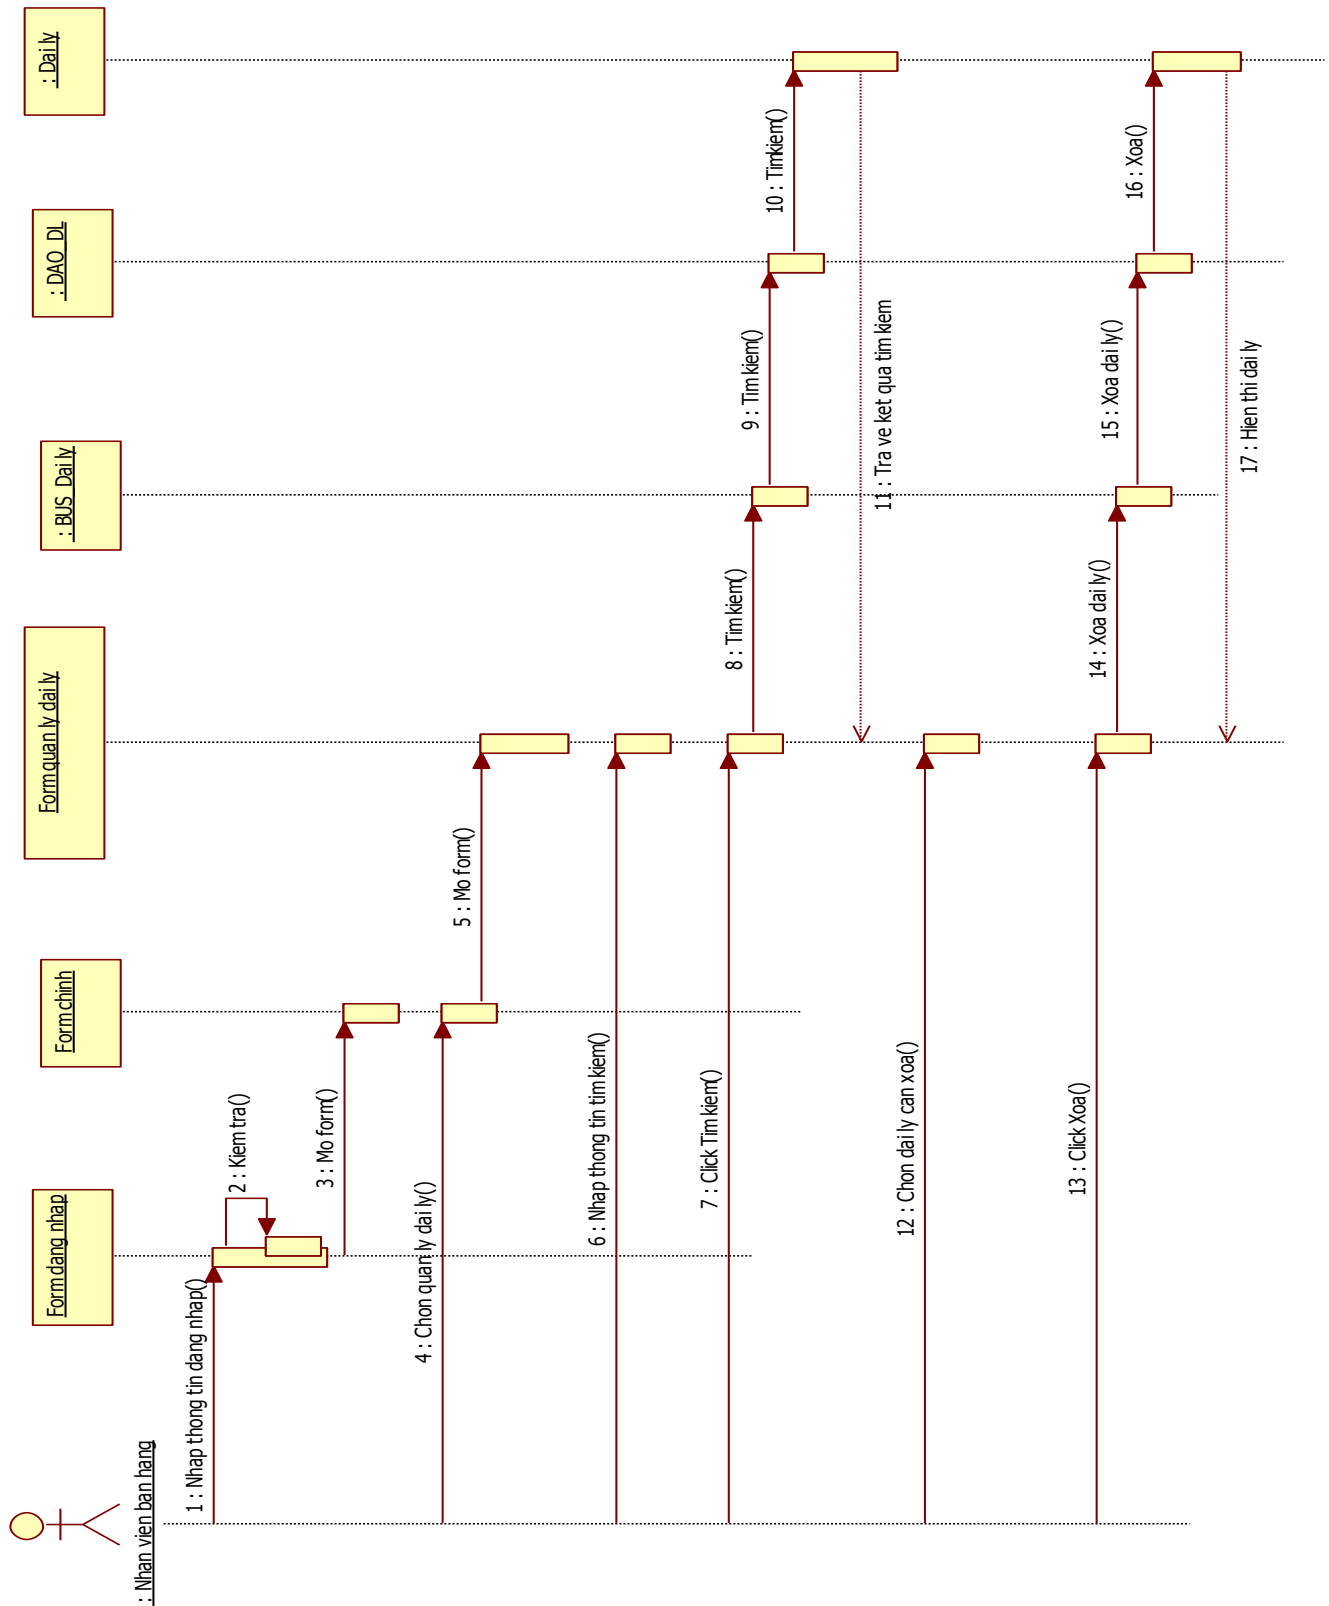 : Nhan vien ban hang
Form dang nhap
Form chinh
Form quan ly dai ly
: BUS_Dai ly
: DAO_DL
: Dai ly
1 : Nhap thong tin dang nhap()
2 : Kiem tra()
3 : Mo form()
4 : Chon quan ly dai ly()
5 : Mo form()
6 : Nhap thong tin tim kiem()
7 : Click Tim kiem()
8 : Tim kiem()
9 : Tim kiem()
10 : Timkiem()
11 : Tra ve ket qua tim kiem
12 : Chon dai ly can xoa()
13 : Click Xoa()
14 : Xoa dai ly()
15 : Xoa dai ly()
16 : Xoa()
17 : Hien thi dai ly